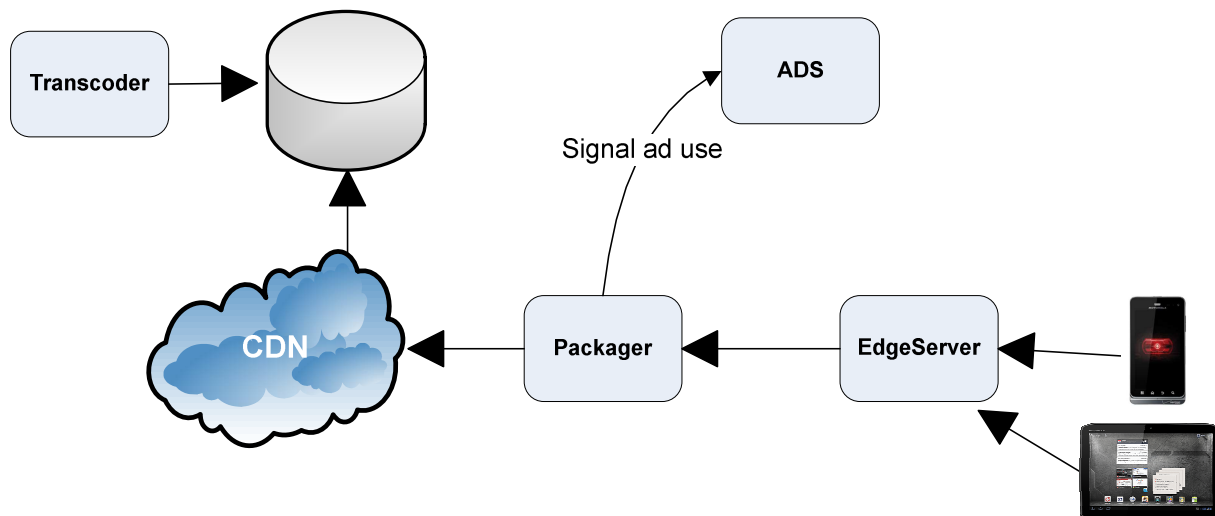 Transcoder
ADS
Signal ad use
CDN
Packager
EdgeServer